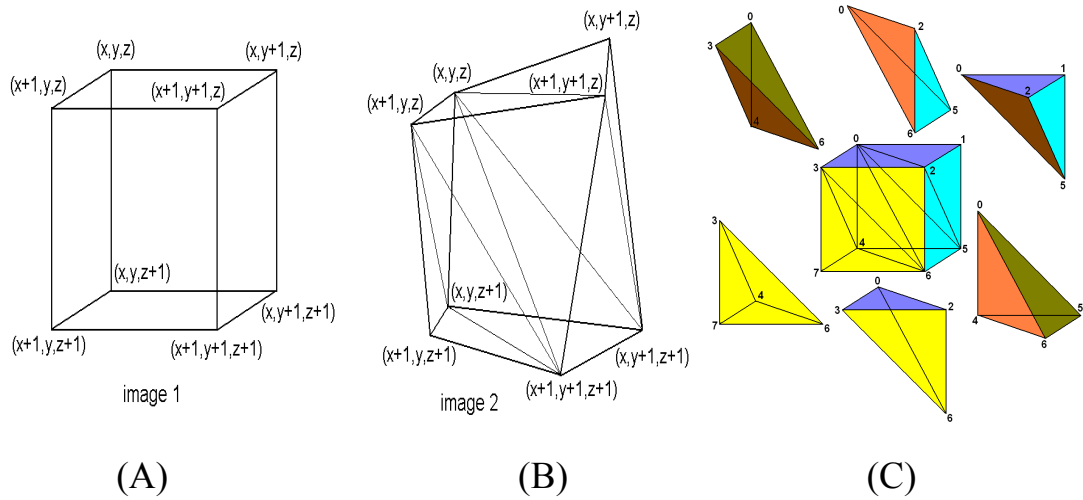 (x,y,z)
(x,y+1,z)
(x+1,y,z)
(x+1,y+1,z)
(x,y,z+1)
(x,y+1,z+1)
(x+1,y,z+1)
(x+1,y+1,z+1)
image 1
(A)
(x,y+1,z)
(x,y,z)
(x+1,y+1,z)
(x+1,y,z)
(x,y,z+1)
(x+1,y,z+1)
(x,y+1,z+1)
(x+1,y+1,z+1)
image 2
(B)
0
3
4
6
0
2
5
6
0
1
2
5
0
1
3
2
4
5
7
6
3
4
7
6
0
3
2
6
0
4
5
6
(C)